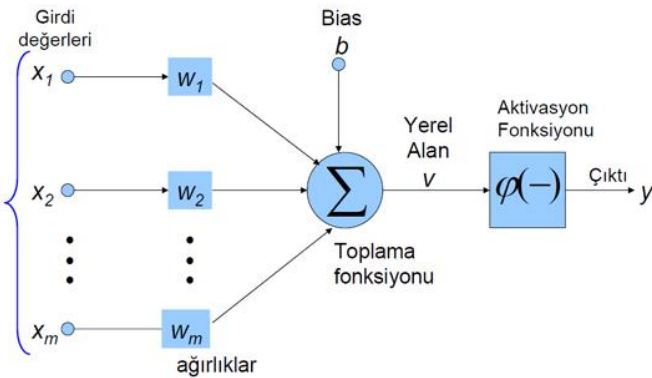 Girdi
değerleri
x1
x2
xm
w1
w2
wm
ağırlıklar
Bias
b
∑
Toplama
fonksiyonu
Yerel
Alan
v
Aktivasyon
Fonksiyonu
φ(−)
Çıktı
y